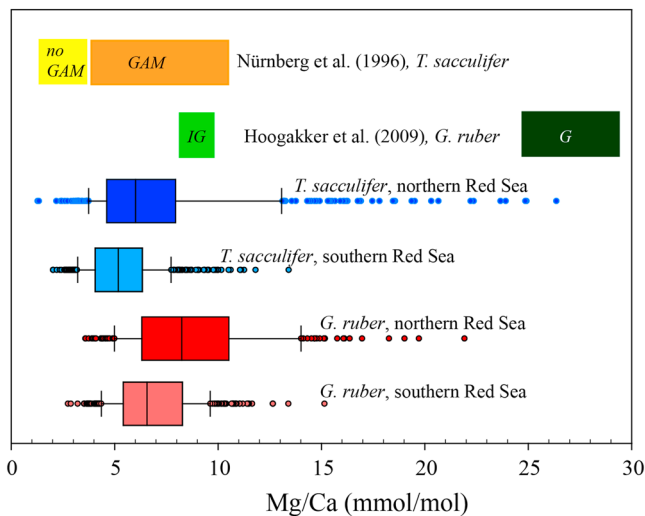 no
GAM
GAM
Nürnberg et al. (1996), T. sacculifer
IG
Hoogakker et al. (2009), G. ruber
G
T. sacculifer, northern Red Sea
T. sacculifer, southern Red Sea
G. ruber, northern Red Sea
G. ruber, southern Red Sea
0 5 10 15 20 25 30
Mg/Ca (mmol/mol)